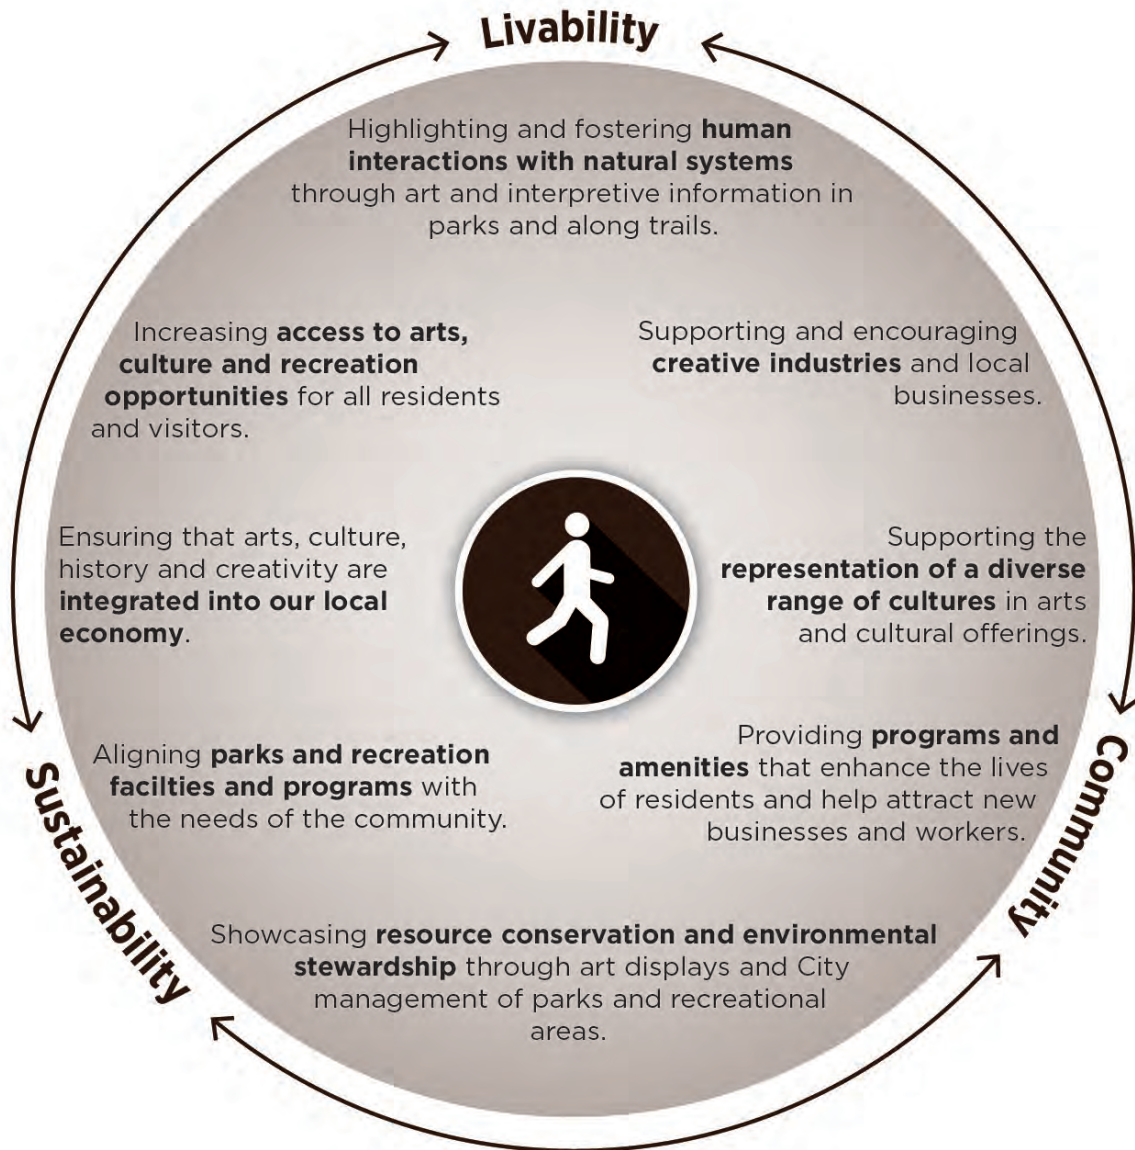 Livability
Highlighting and fostering human
interactions with natural systems
through art and interpretive information in
parks and along trails.
Increasing access to arts,
culture and recreation
opportunities for all residents
and visitors.
Supporting and encouraging
creative industries and local
businesses.
Ensuring that arts, culture,
history and creativity are
integrated into our local
economy.
Supporting the
representation of a diverse
range of cultures in arts
and cultural offerings.
Aligning parks and recreation
facilties and programs with
the needs of the community.
Providing programs and
amenities that enhance the lives
of residents and help attract new
businesses and workers.
Showcasing resource conservation and environmental
stewardship through art displays and City
management of parks and recreational
areas.
Sustainability
Community